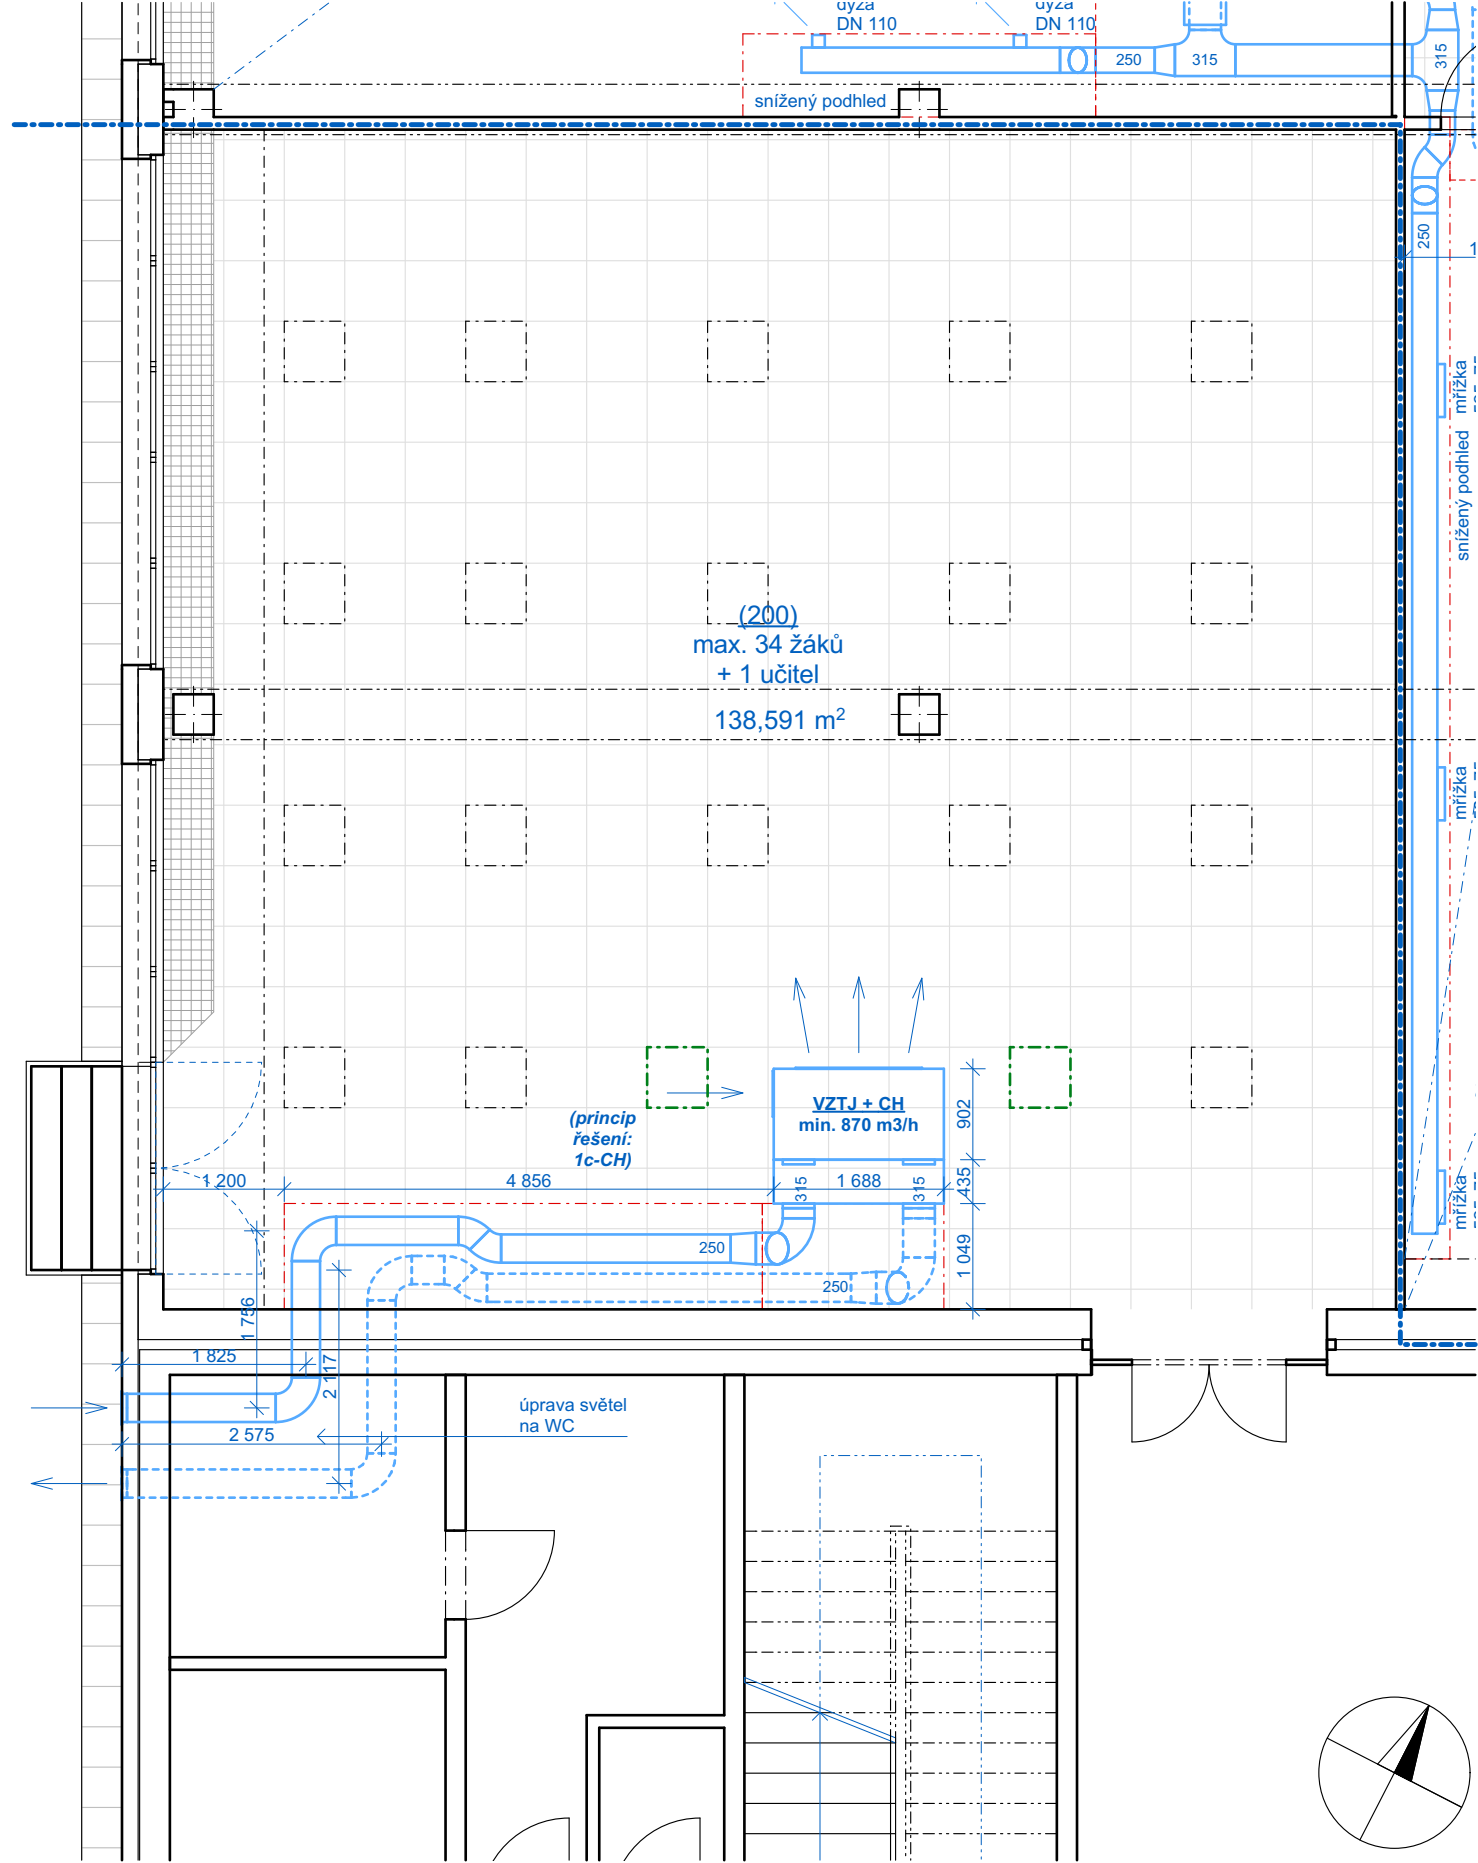 dýza
DN 110
dýza
DN 110
250
315
315
snížený podhled
250
1
mřížka
snížený podhled
(200)
max. 34 žáků
+ 1 učitel
138,591 m²
mřížka
VZTJ + CH
min. 870 m3/h
902
(princip
řešení:
1c-CH)
1 200
4 856
315
1 688
315
435
mřížka
250
1 049
250
1 756
1 825
2 117
úprava světel
na WC
2 575